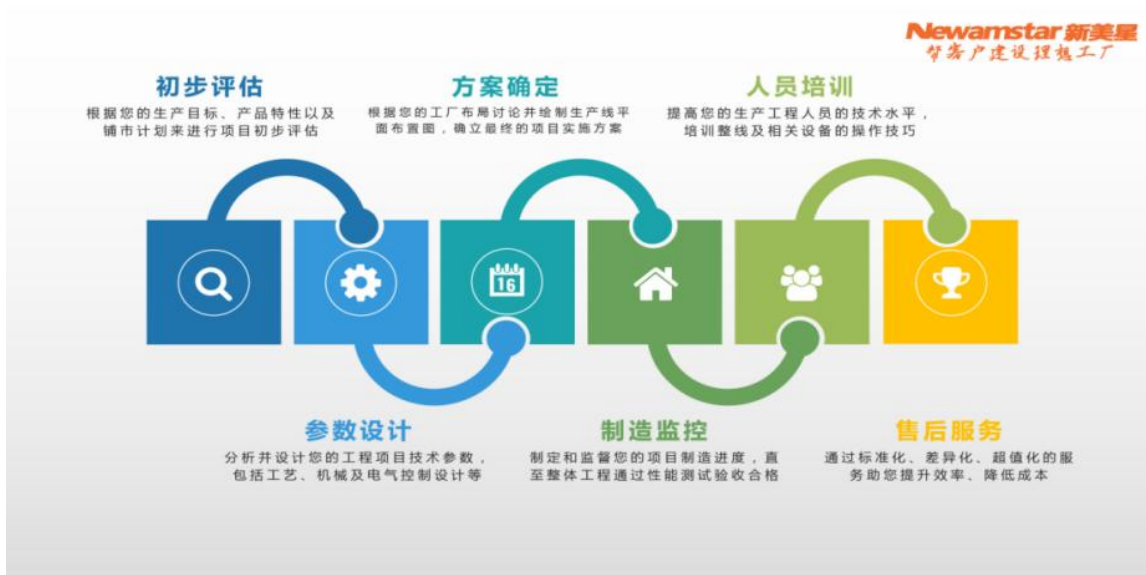 Newamstar 新美星
帮客户建设理想工厂
初步评估
根据您的生产目标、产品特性以及
铺市计划来进行项目初步评估
方案确定
根据您的工厂布局讨论并绘制生产线平
面布置图，确立最终的项目实施方案
人员培训
提高您的生产工程人员的技术水平，
培训整线及相关设备的操作技巧
16
参数设计
分析并设计您的工程项目技术参数，
包括工艺、机械及电气控制设计等
制造监控
制定和监督您的项目制造进度，直
至整体工程通过性能测试验收合格
售后服务
通过标准化、差异化、超值化的服
务助您提升效率、降低成本